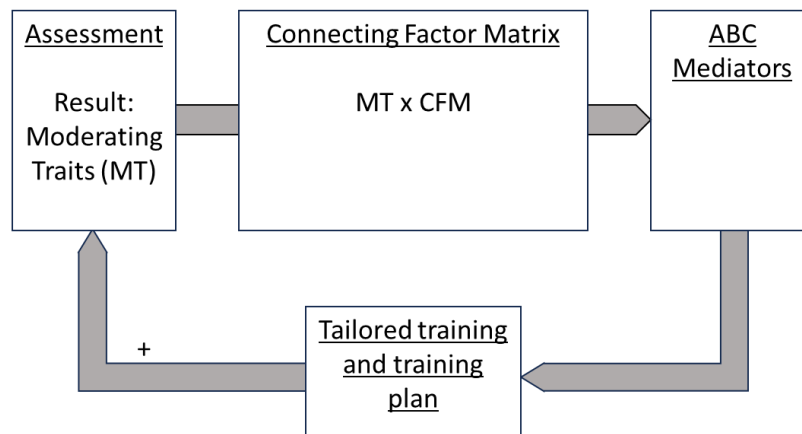 Assessment
Result:
Moderating
Traits (MT)
Connecting Factor Matrix
MT x CFM
ABC
Mediators
Tailored training
and training
plan
+